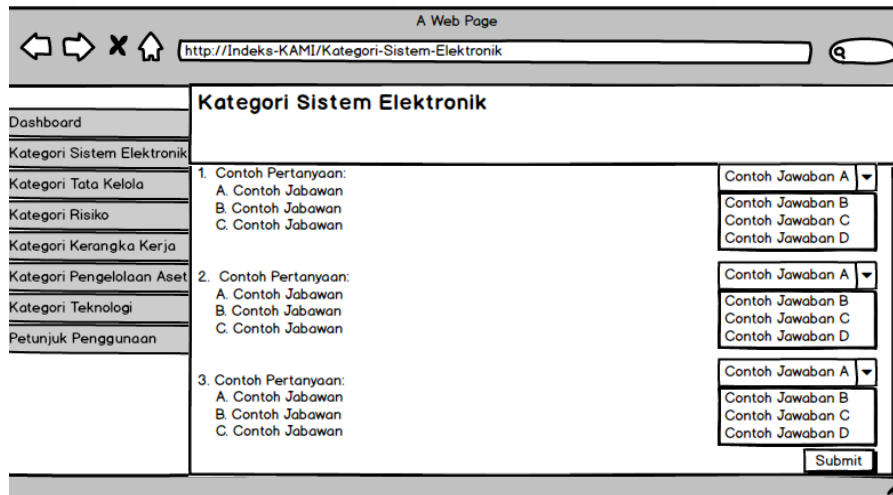 A Web Page
http://Indeks-KAMI/Kategori-Sistem-Elektronik
Kategori Sistem Elektronik
Dashboard
Kategori Sistem Elektronik
Kategori Tata Kelola
Kategori Risiko
Kategori Kerangka Kerja
Kategori Pengelolaan Aset
Kategori Teknologi
Petunjuk Penggunaan
1. Contoh Pertanyaan:
A. Contoh Jabawan
B. Contoh Jabawan
C. Contoh Jabawan
Contoh Jawaban A
Contoh Jawaban B
Contoh Jawaban C
Contoh Jawaban D
2. Contoh Pertanyaan:
A. Contoh Jabawan
B. Contoh Jabawan
C. Contoh Jabawan
Contoh Jawaban A
Contoh Jawaban B
Contoh Jawaban C
Contoh Jawaban D
3. Contoh Pertanyaan:
A. Contoh Jabawan
B. Contoh Jabawan
C. Contoh Jabawan
Contoh Jawaban A
Contoh Jawaban B
Contoh Jawaban C
Contoh Jawaban D
Submit